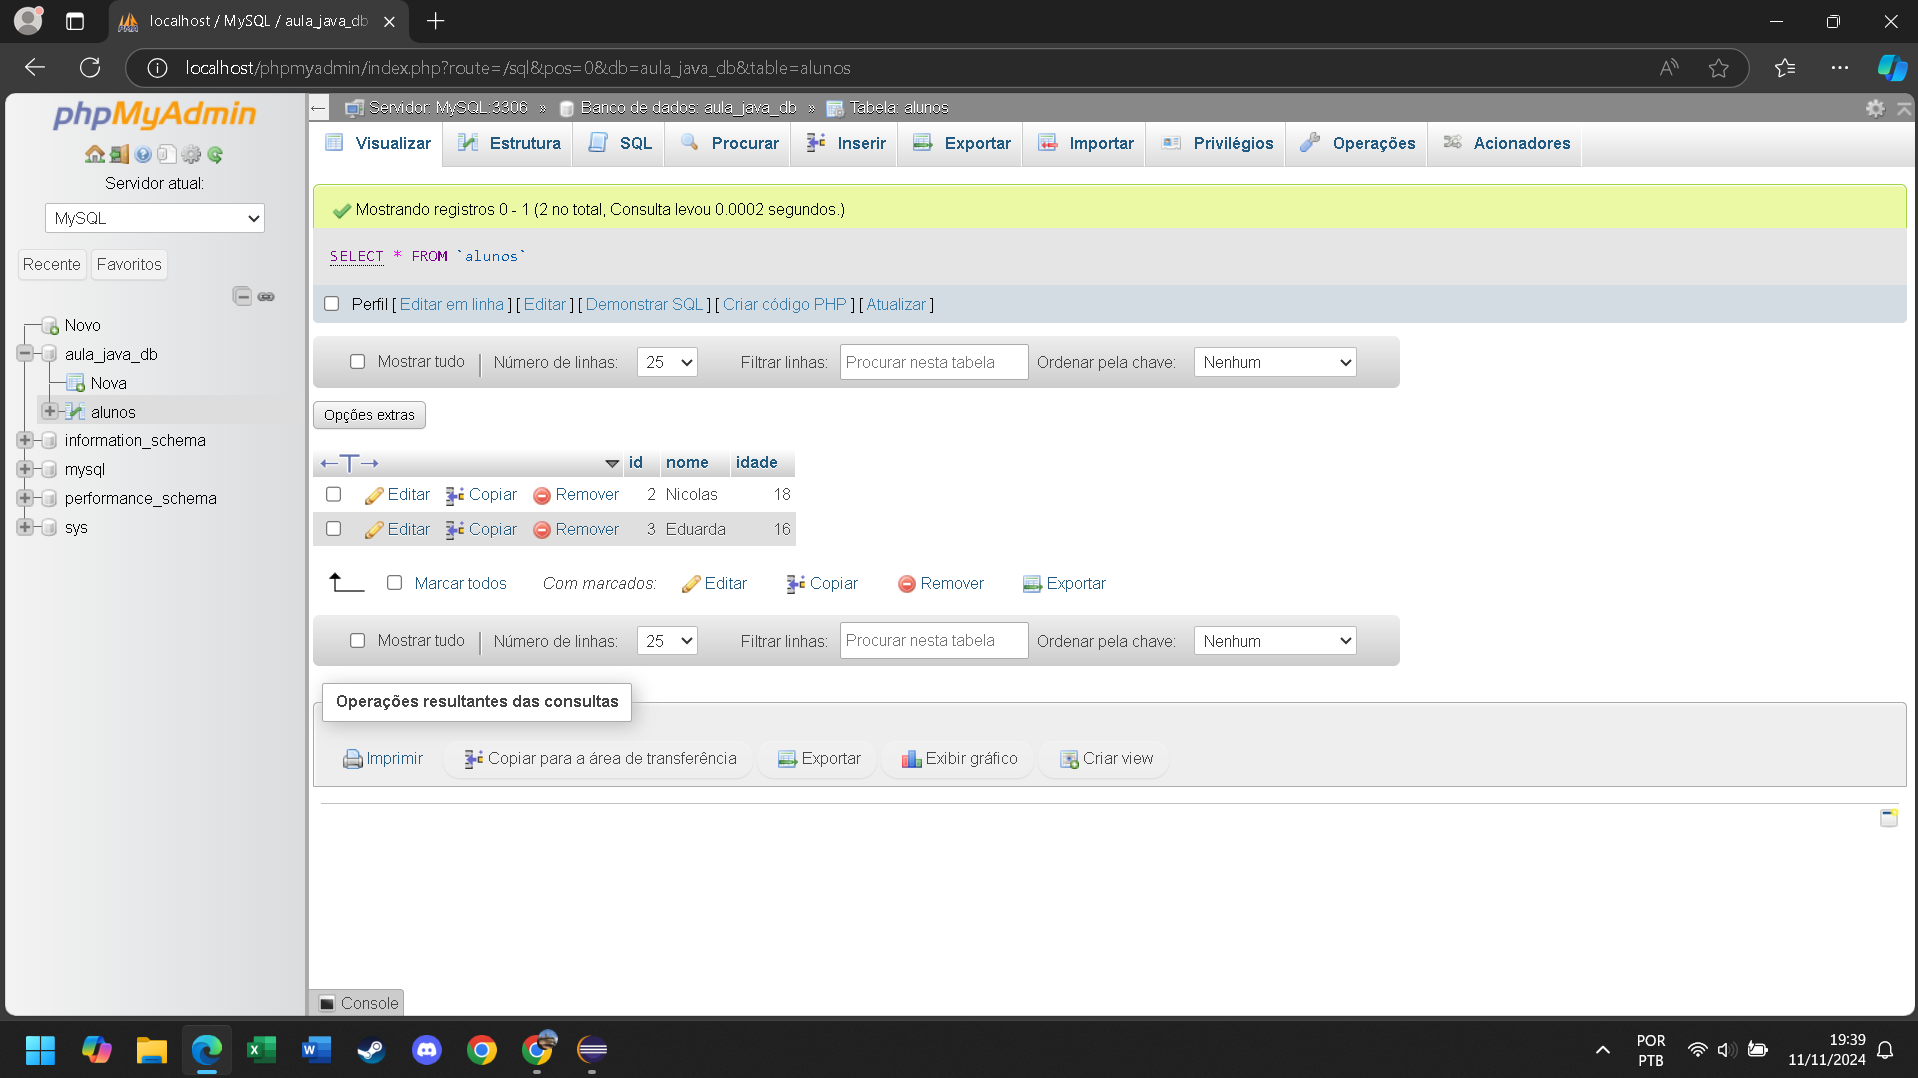 localhost / MySQL / aula_java_db
localhost/phpmyadmin/index.php?route=/sql&pos=0&db=aula_java_db&table=alunos
phpMyAdmin
Servidor atual:
MySQL
Recente Favoritos
Novo
aula_java_db
Nova
alunos
information_schema
mysql
performance_schema
sys
Servidor: MySQL:3306 » Banco de dados: aula_java_db » Tabela: alunos
Visualizar Estrutura SQL Procurar Inserir Exportar Importar Privilégios Operações Acionadores
Mostrando registros 0 - 1 (2 no total, Consulta levou 0.0002 segundos.)
SELECT * FROM `alunos`
Perfil [ Editar em linha ] [ Editar ] [ Demonstrar SQL ] [ Criar código PHP ] [ Atualizar ]
Mostrar tudo Número de linhas: 25 Filtrar linhas: Procurar nesta tabela Ordenar pela chave: Nenhum
Opções extras
id nome idade
Editar Copiar Remover 2 Nicolas 18
Editar Copiar Remover 3 Eduarda 16
Marcar todos Com marcados: Editar Copiar Remover Exportar
Mostrar tudo Número de linhas: 25 Filtrar linhas: Procurar nesta tabela Ordenar pela chave: Nenhum
Operações resultantes das consultas
Imprimir Copiar para a área de transferência Exportar Exibir gráfico Criar view
Console
POR
PTB
19:39
11/11/2024